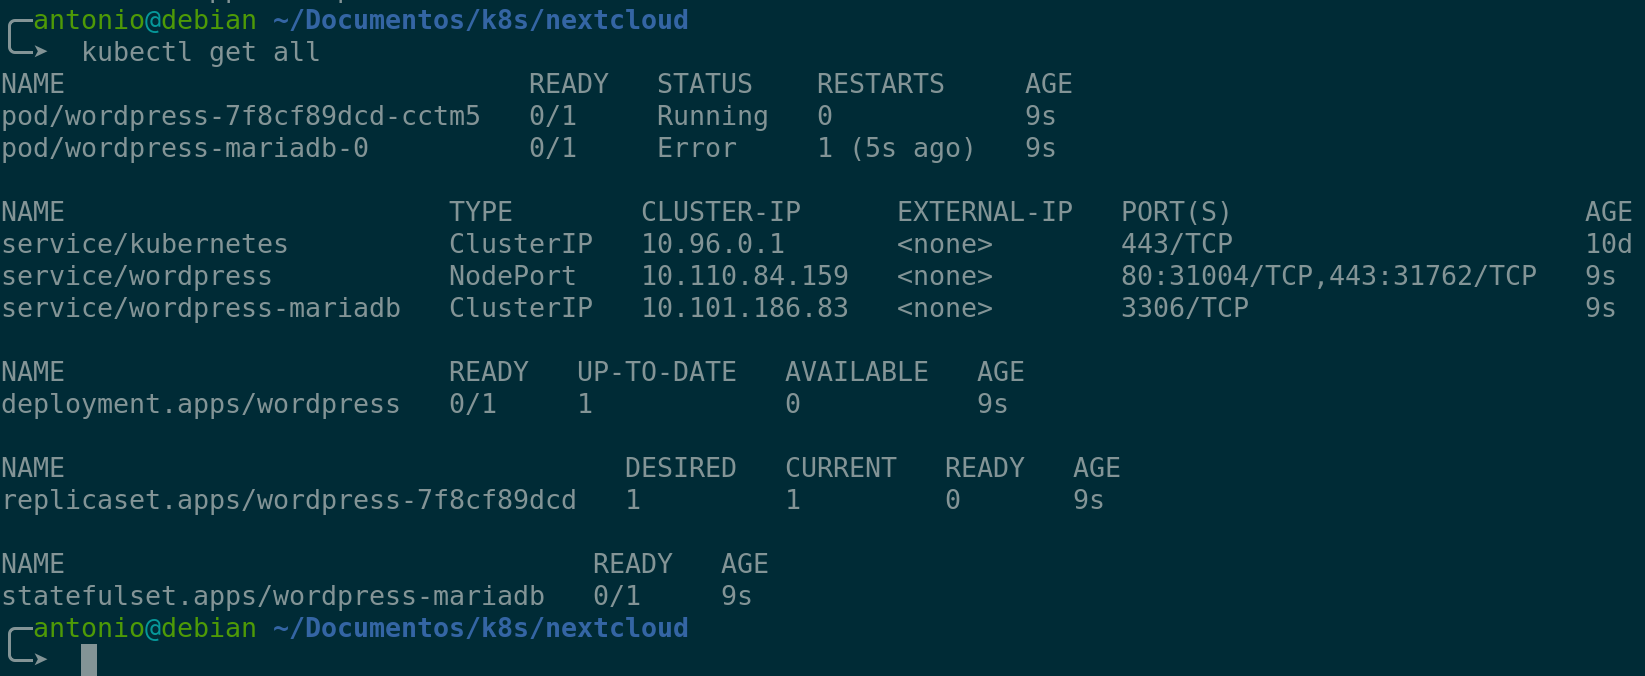 antonio@debian ~/Documentos/k8s/nextcloud
➤  kubectl get all
NAME                             READY   STATUS    RESTARTS     AGE
pod/wordpress-7f8cf89dcd-cctm5   0/1     Running   0            9s
pod/wordpress-mariadb-0          0/1     Error     1 (5s ago)   9s
NAME                        TYPE        CLUSTER-IP      EXTERNAL-IP   PORT(S)                      AGE
service/kubernetes          ClusterIP   10.96.0.1       <none>        443/TCP                      10d
service/wordpress           NodePort    10.110.84.159   <none>        80:31004/TCP,443:31762/TCP   9s
service/wordpress-mariadb   ClusterIP   10.101.186.83   <none>        3306/TCP                     9s
NAME                        READY   UP-TO-DATE   AVAILABLE   AGE
deployment.apps/wordpress   0/1     1            0           9s
NAME                                   DESIRED   CURRENT   READY   AGE
replicaset.apps/wordpress-7f8cf89dcd   1         1         0       9s
NAME                                 READY   AGE
statefulset.apps/wordpress-mariadb   0/1     9s
antonio@debian ~/Documentos/k8s/nextcloud
➤